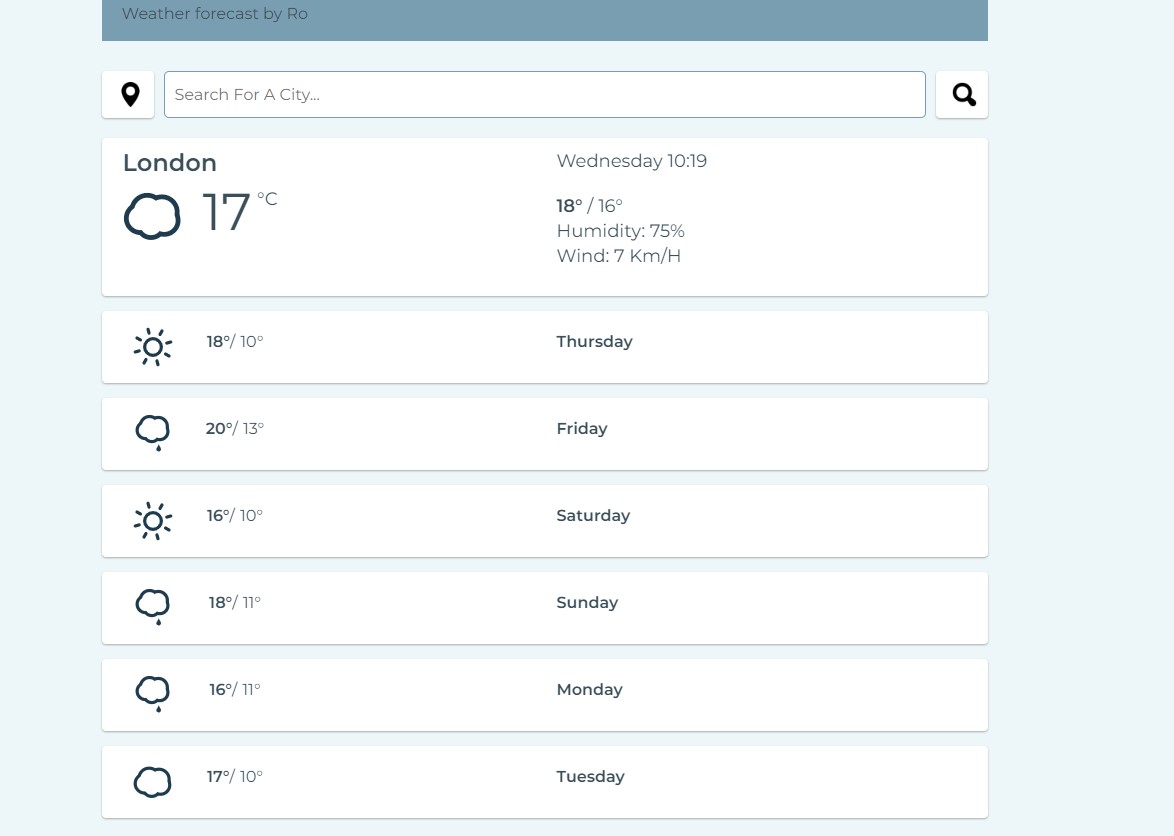 Weather forecast by Ro
Search For A City...
London
17 °C
Wednesday 10:19
18° / 16°
Humidity: 75%
Wind: 7 Km/H
18°/ 10° Thursday
20°/ 13° Friday
16°/ 10° Saturday
18°/ 11° Sunday
16°/ 11° Monday
17°/ 10° Tuesday